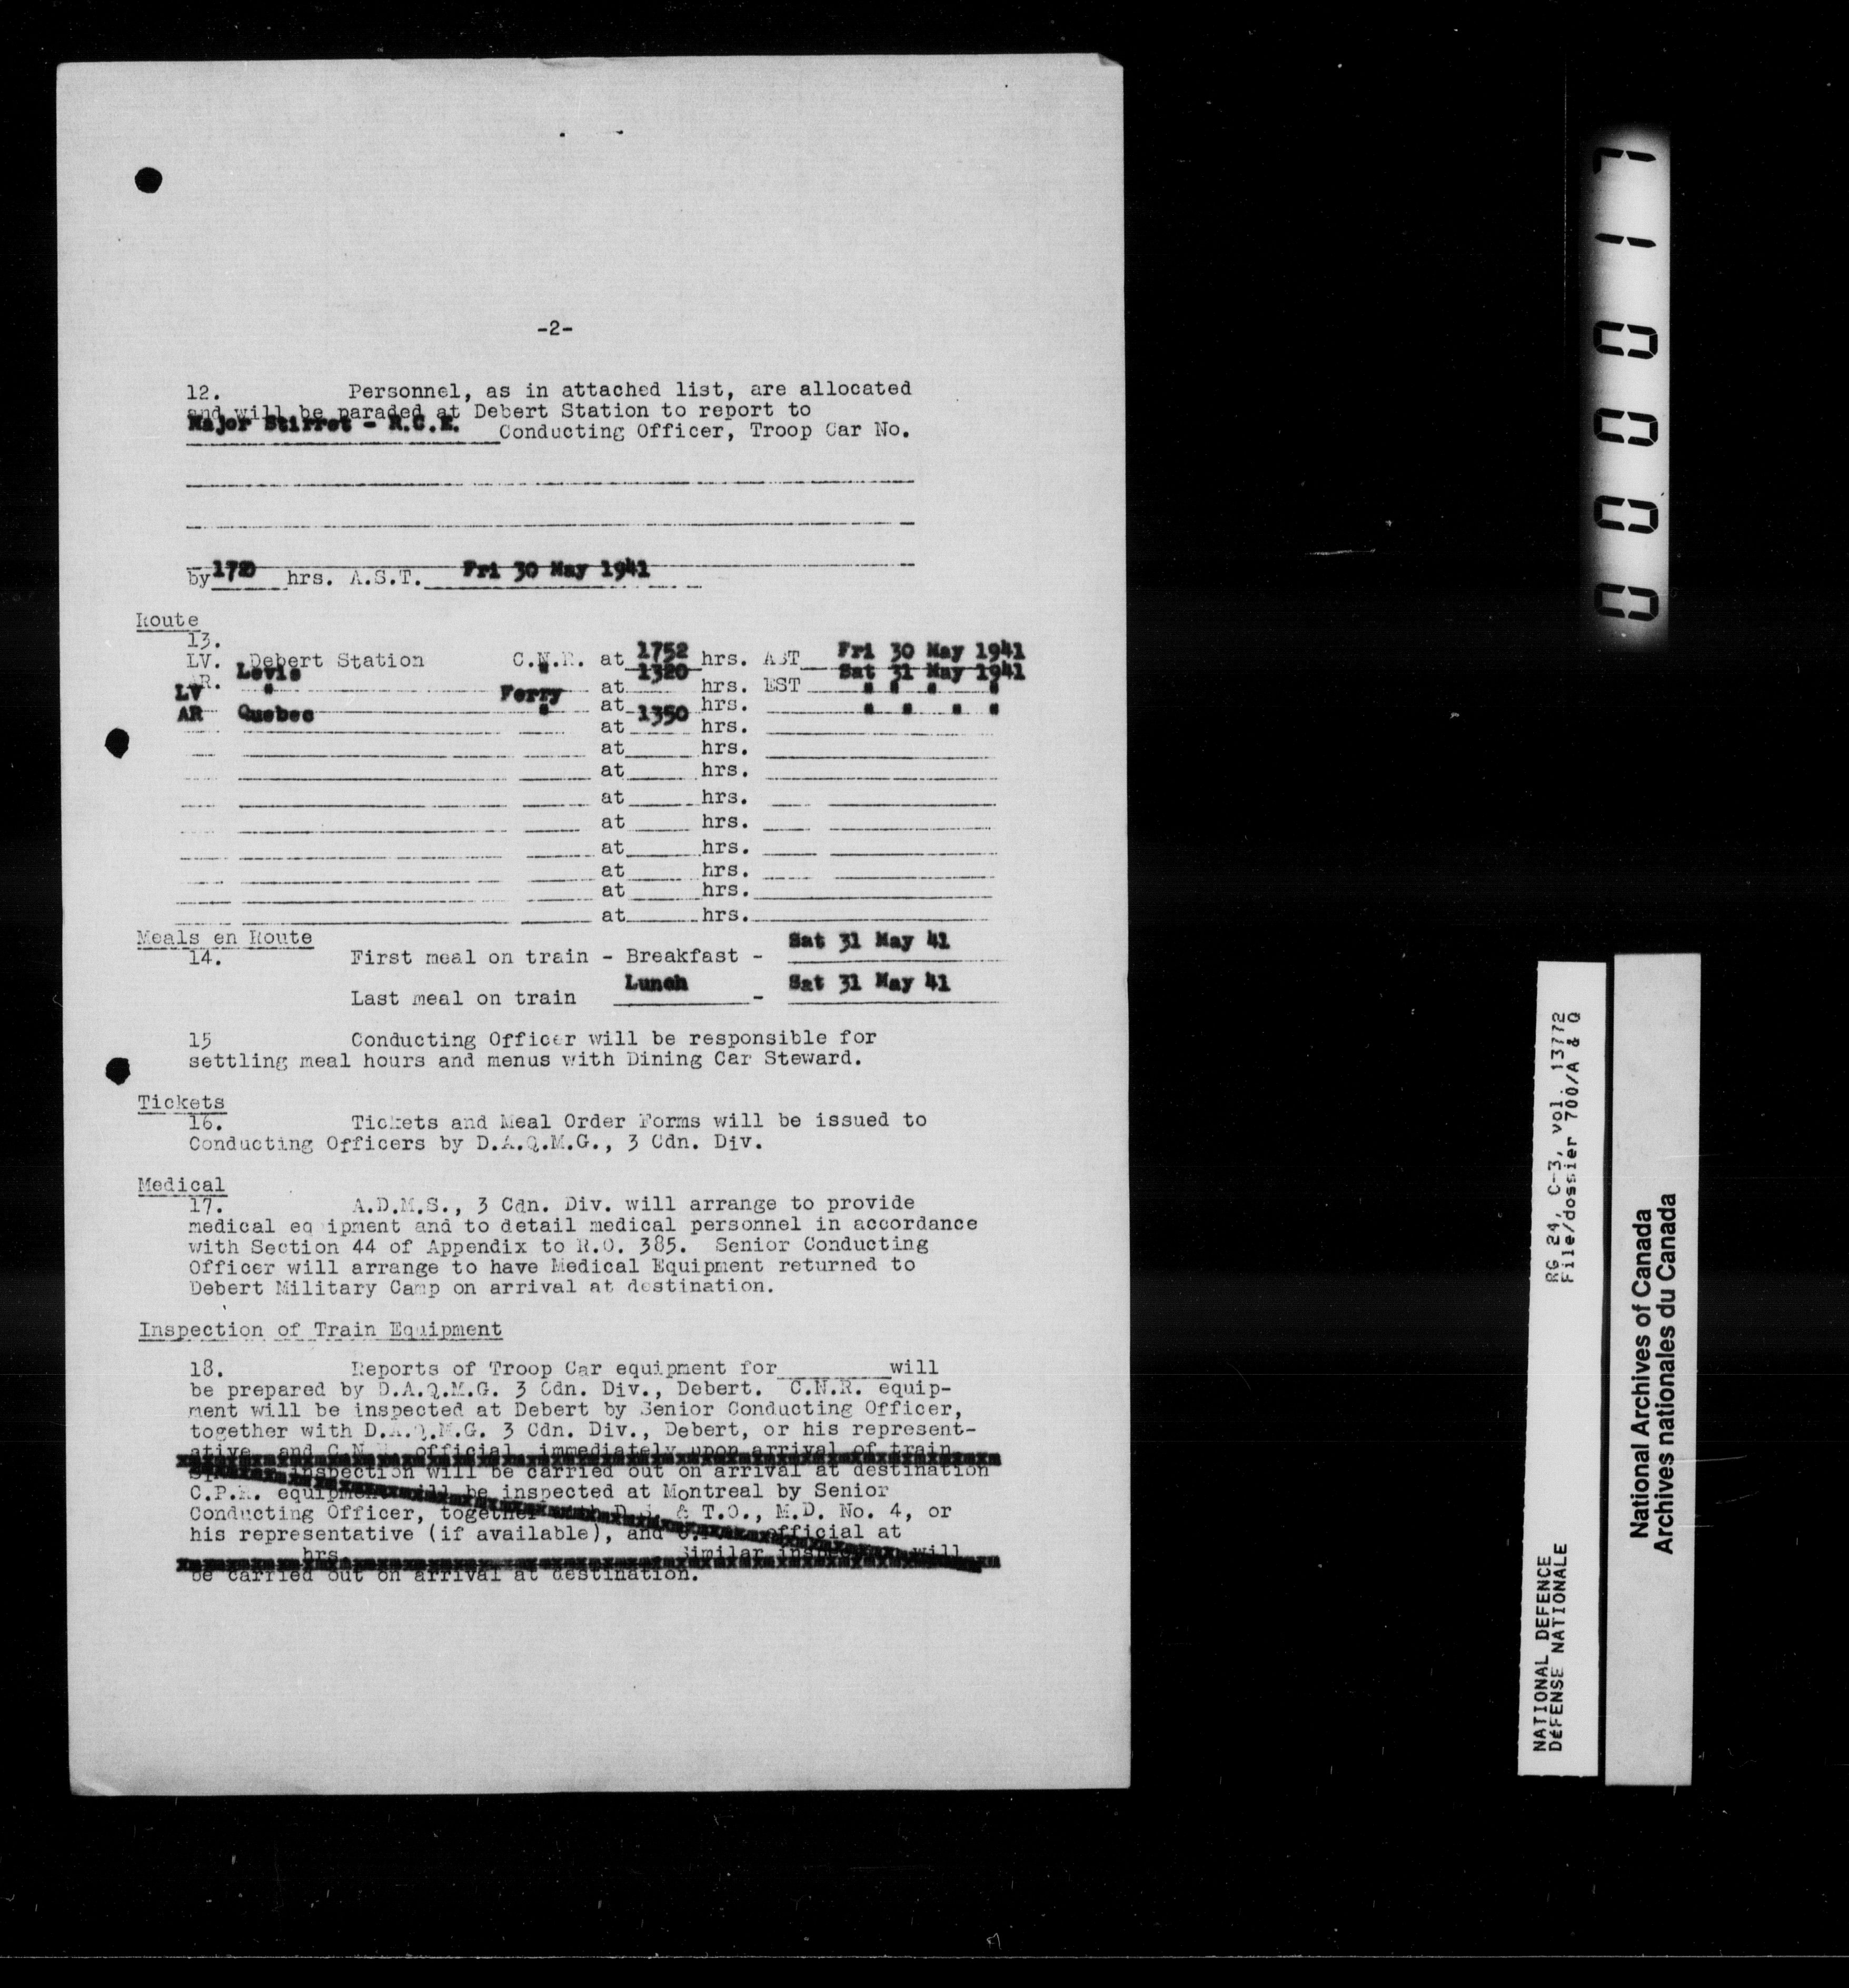 -2-
12. Personnel, as in attached list, are allocated
and will be paraded at Debert Station to report to
Major Stirret - R.C.E. Conducting Officer, Troop Car No.
by hrs. A.S.T. Fri 30 May 1941
Route
13.
LV. Debert Station C.N.R. at 1752 hrs. AST Fri 30 May 1941
AR. Levis " at 1320 hrs. EST Sat 31 May 1941
LV " Ferry at hrs. " " " "
AR Quebec " at 1350 hrs. " " " "
at hrs.
at hrs.
at hrs.
at hrs.
at hrs.
at hrs.
at hrs.
at hrs.
at hrs.
Meals en Route
14. First meal on train - Breakfast - Sat 31 May 41
Last meal on train Lunch - Sat 31 May 41
15 Conducting Officer will be responsible for
settling meal hours and menus with Dining Car Steward.
Tickets
16. Tickets and Meal Order Forms will be issued to
Conducting Officers by D.A.Q.M.G., 3 Cdn. Div.
Medical
17. A.D.M.S., 3 Cdn. Div. will arrange to provide
medical eq ipment and to detail medical personnel in accordance
with Section 44 of Appendix to R.O. 385. Senior Conducting
Officer will arrange to have Medical Equipment returned to
Debert Military Camp on arrival at destination.
Inspection of Train Equipment
18. Reports of Troop Car equipment for will
be prepared by D.A.Q.M.G. 3 Cdn. Div., Debert. C.N.R. equip-
ment will be inspected at Debert by Senior Conducting Officer,
together with D.A.Q.M.G. 3 Cdn. Div., Debert, or his represent-
ative, and C.N.R. official, immediately upon arrival of train
inspection will be carried out on arrival at destination
C.P.R. equipment will be inspected at Montreal by Senior
Conducting Officer, together with D.S. & T.O., M.D. No. 4, or
his representative (if available), and official at
hrs. Similar inspection will
be carried out on arrival at destination.
0000017
RG 24, C-3, vol. 13772
File/dossier 700/A & Q
NATIONAL DEFENCE
DÉFENSE NATIONALE
National Archives of Canada
Archives nationales du Canada